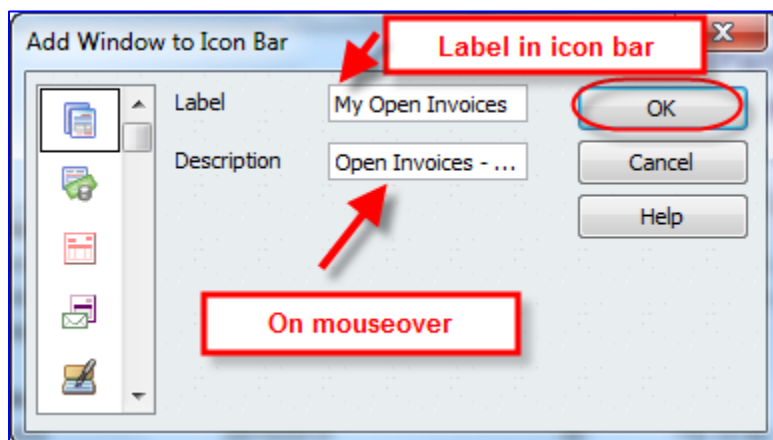 Add Window to Icon Bar
Label in icon bar
X
Label
My Open Invoices
OK
Description
Open Invoices - ...
Cancel
Help
On mouseover